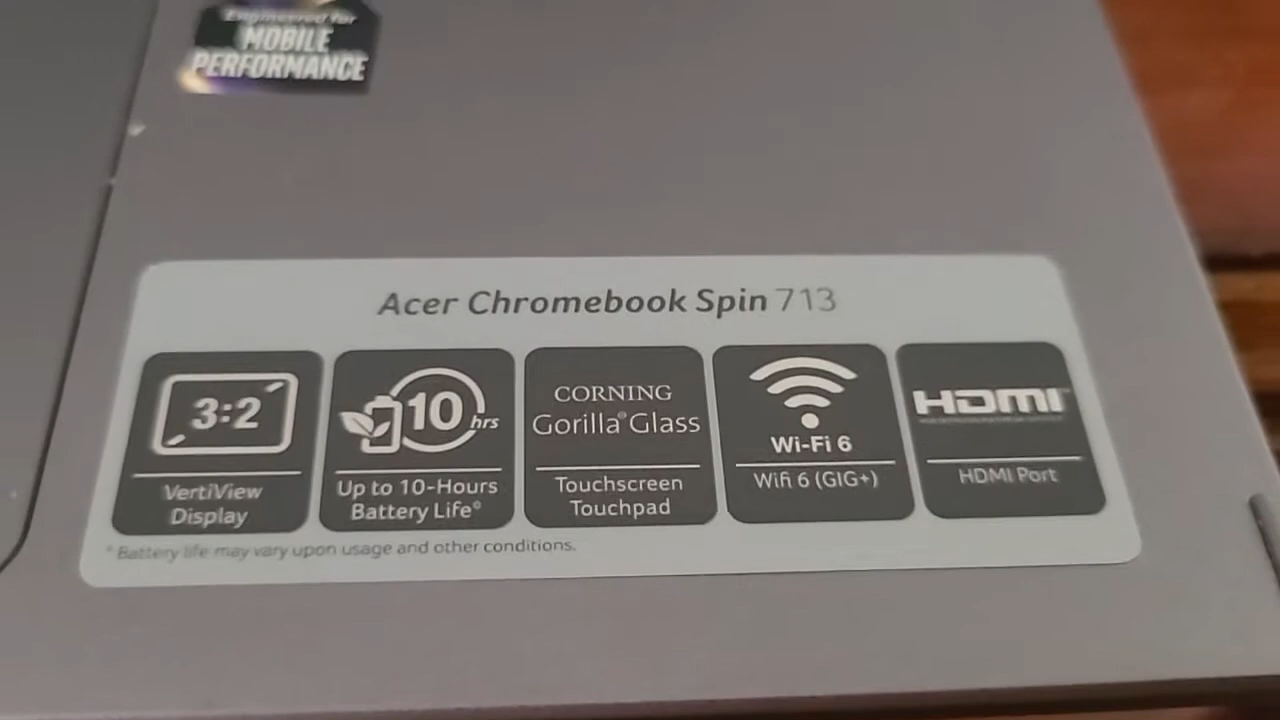 Engineered for
MOBILE
PERFORMANCE
Acer Chromebook Spin 713
3:2
VertiView
Display
10 hrs
Up to 10-Hours
Battery Life*
CORNING
Gorilla® Glass
Touchscreen
Touchpad
Wi-Fi 6
Wifi 6 (GIG+)
HDMI
HDMI Port
* Battery life may vary upon usage and other conditions.